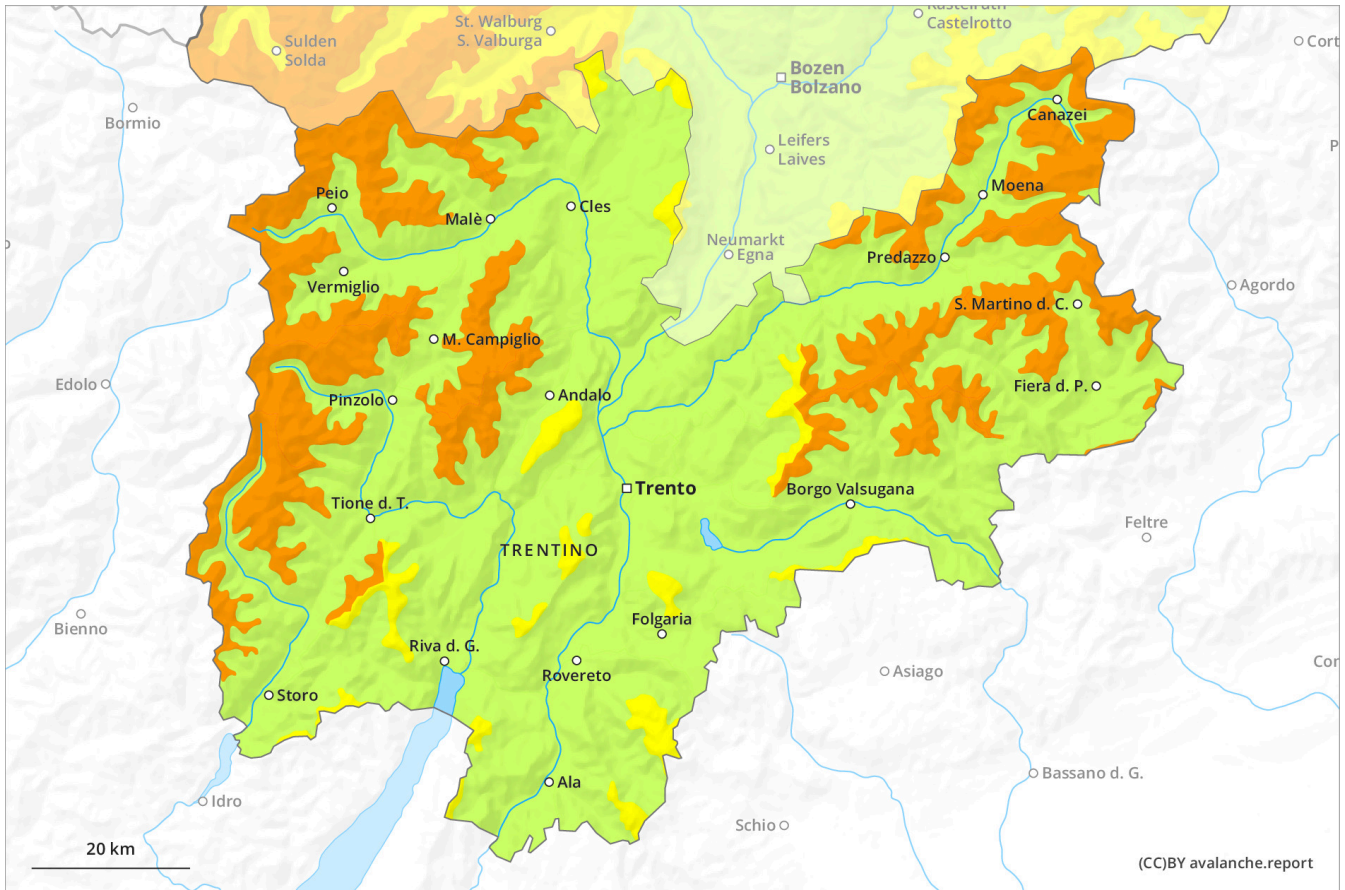 Kastelruth
Castelrotto
St. Walburg
S. Valburga
Sulden
Solda
Cort
Bozen
Bolzano
Canazei
Bormio
Leifers
Laives
P
Peio
Moena
Malè
Cles
Neumarkt
Egna
Predazzo
Vermiglio
Agordo
S. Martino d. C.
M. Campiglio
Edolo
Fiera d. P.
Pinzolo
Andalo
Trento
Borgo Valsugana
Tione d. T.
Feltre
TRENTINO
Bienno
Folgaria
Riva d. G.
Rovereto
Asiago
Cor
Storo
Ala
Bassano d. G.
Idro
Schio
20 km
(CC)BY avalanche.report